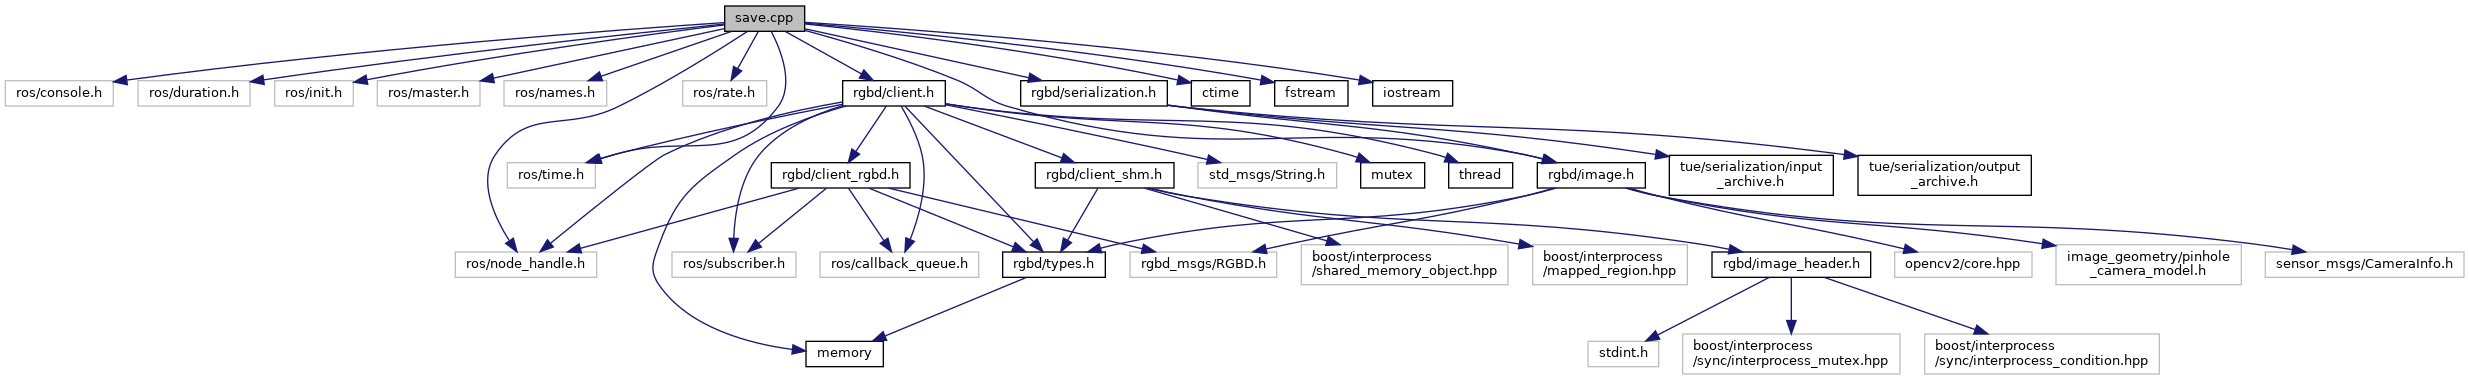 save.cpp
ros/console.h
ros/duration.h
ros/init.h
ros/master.h
ros/names.h
ros/rate.h
rgbd/client.h
rgbd/serialization.h
ctime
fstream
iostream
ros/time.h
rgbd/client_rgbd.h
rgbd/client_shm.h
std_msgs/String.h
mutex
thread
rgbd/image.h
tue/serialization/input
_archive.h
tue/serialization/output
_archive.h
ros/node_handle.h
ros/subscriber.h
ros/callback_queue.h
rgbd/types.h
rgbd_msgs/RGBD.h
boost/interprocess
/shared_memory_object.hpp
boost/interprocess
/mapped_region.hpp
rgbd/image_header.h
opencv2/core.hpp
image_geometry/pinhole
_camera_model.h
sensor_msgs/CameraInfo.h
memory
stdint.h
boost/interprocess
/sync/interprocess_mutex.hpp
boost/interprocess
/sync/interprocess_condition.hpp